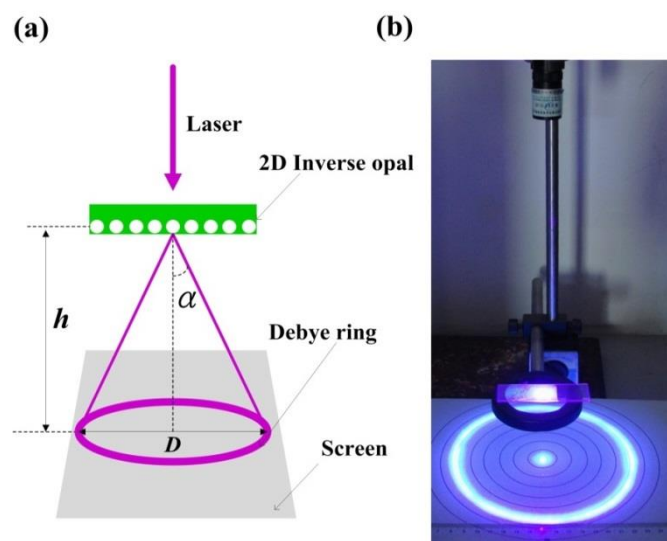 (a)
(b)
Laser
2D Inverse opal
h
α
Debye ring
D
Screen